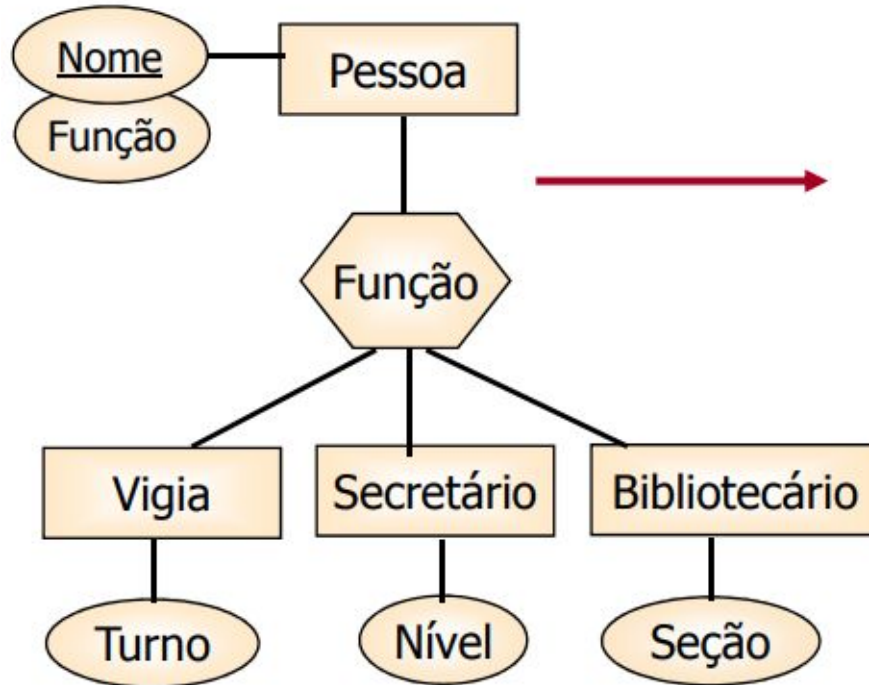 Nome
Pessoa
Função
Função
Vigia
Secretário
Bibliotecário
Turno
Nível
Seção